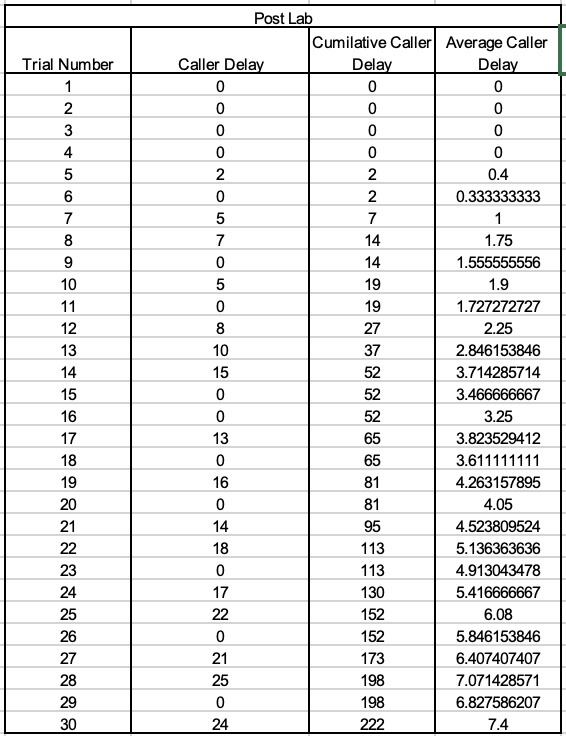 Post Lab
Cumilative Caller Average Caller
Trial Number Caller Delay Delay Delay
1 0 0 0
2 0 0 0
3 0 0 0
4 0 0 0
5 2 2 0.4
6 0 2 0.333333333
7 5 7 1
8 7 14 1.75
9 0 14 1.555555556
10 5 19 1.9
11 0 19 1.727272727
12 8 27 2.25
13 10 37 2.846153846
14 15 52 3.714285714
15 0 52 3.466666667
16 0 52 3.25
17 13 65 3.823529412
18 0 65 3.611111111
19 16 81 4.263157895
20 0 81 4.05
21 14 95 4.523809524
22 18 113 5.136363636
23 0 113 4.913043478
24 17 130 5.416666667
25 22 152 6.08
26 0 152 5.846153846
27 21 173 6.407407407
28 25 198 7.071428571
29 0 198 6.827586207
30 24 222 7.4